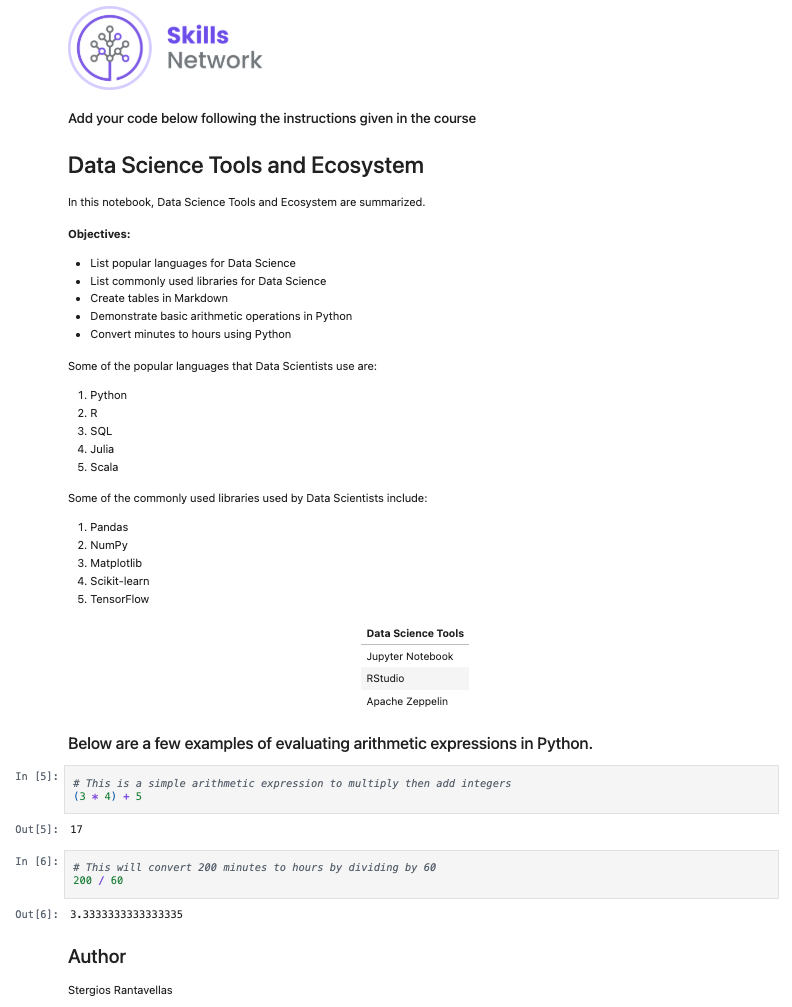 Skills
Network
Add your code below following the instructions given in the course
Data Science Tools and Ecosystem
In this notebook, Data Science Tools and Ecosystem are summarized.
Objectives:
• List popular languages for Data Science
• List commonly used libraries for Data Science
• Create tables in Markdown
• Demonstrate basic arithmetic operations in Python
• Convert minutes to hours using Python
Some of the popular languages that Data Scientists use are:
1. Python
2. R
3. SQL
4. Julia
5. Scala
Some of the commonly used libraries used by Data Scientists include:
1. Pandas
2. NumPy
3. Matplotlib
4. Scikit-learn
5. TensorFlow
Data Science Tools
Jupyter Notebook
RStudio
Apache Zeppelin
Below are a few examples of evaluating arithmetic expressions in Python.
In [5]:
# This is a simple arithmetic expression to multiply then add integers
(3 * 4) + 5
Out[5]: 17
In [6]:
# This will convert 200 minutes to hours by dividing by 60
200 / 60
Out[6]: 3.3333333333333335
Author
Stergios Rantavellas